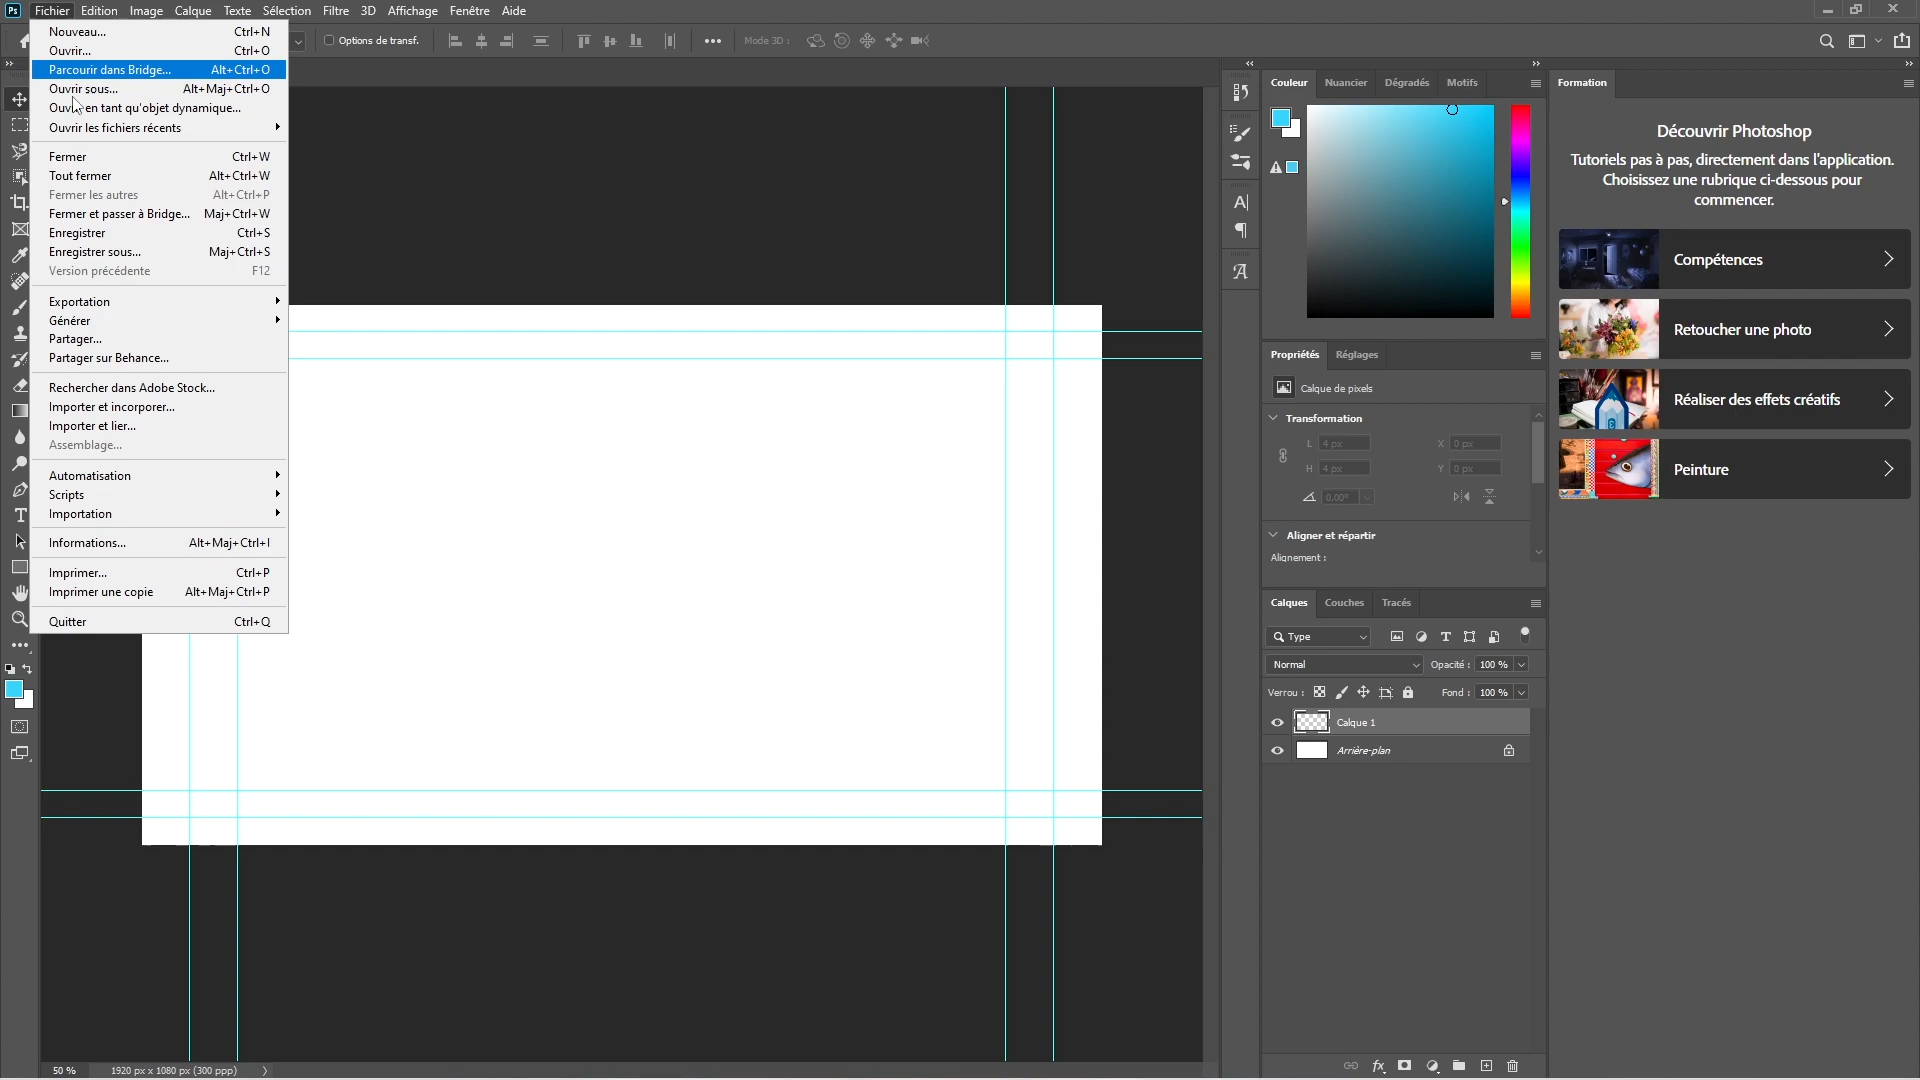 Ps Fichier Edition Image Calque Texte Sélection Filtre 3D Affichage Fenêtre Aide
Options de transf. Mode 3D :
Nouveau... Ctrl+N
Ouvrir... Ctrl+O
Parcourir dans Bridge... Alt+Ctrl+O
Ouvrir sous... Alt+Maj+Ctrl+O
Ouvrir en tant qu'objet dynamique...
Ouvrir les fichiers récents
Fermer Ctrl+W
Tout fermer Alt+Ctrl+W
Fermer les autres Alt+Ctrl+P
Fermer et passer à Bridge... Maj+Ctrl+W
Enregistrer Ctrl+S
Enregistrer sous... Maj+Ctrl+S
Version précédente F12
Exportation
Générer
Partager...
Partager sur Behance...
Rechercher dans Adobe Stock...
Importer et incorporer...
Importer et lier...
Assemblage...
Automatisation
Scripts
Importation
Informations... Alt+Maj+Ctrl+I
Imprimer... Ctrl+P
Imprimer une copie Alt+Maj+Ctrl+P
Quitter Ctrl+Q
50 % 1920 px x 1080 px (300 ppp)
Couleur Nuancier Dégradés Motifs
Propriétés Réglages
Calque de pixels
Transformation
L 4 px X 0 px
H 4 px Y 0 px
0,00°
Aligner et répartir
Alignement :
Calques Couches Tracés
Type
Normal Opacité : 100 %
Verrou : Fond : 100 %
Calque 1
Arrière-plan
Formation
Découvrir Photoshop
Tutoriels pas à pas, directement dans l'application.
Choisissez une rubrique ci-dessous pour
commencer.
Compétences
Retoucher une photo
Réaliser des effets créatifs
Peinture